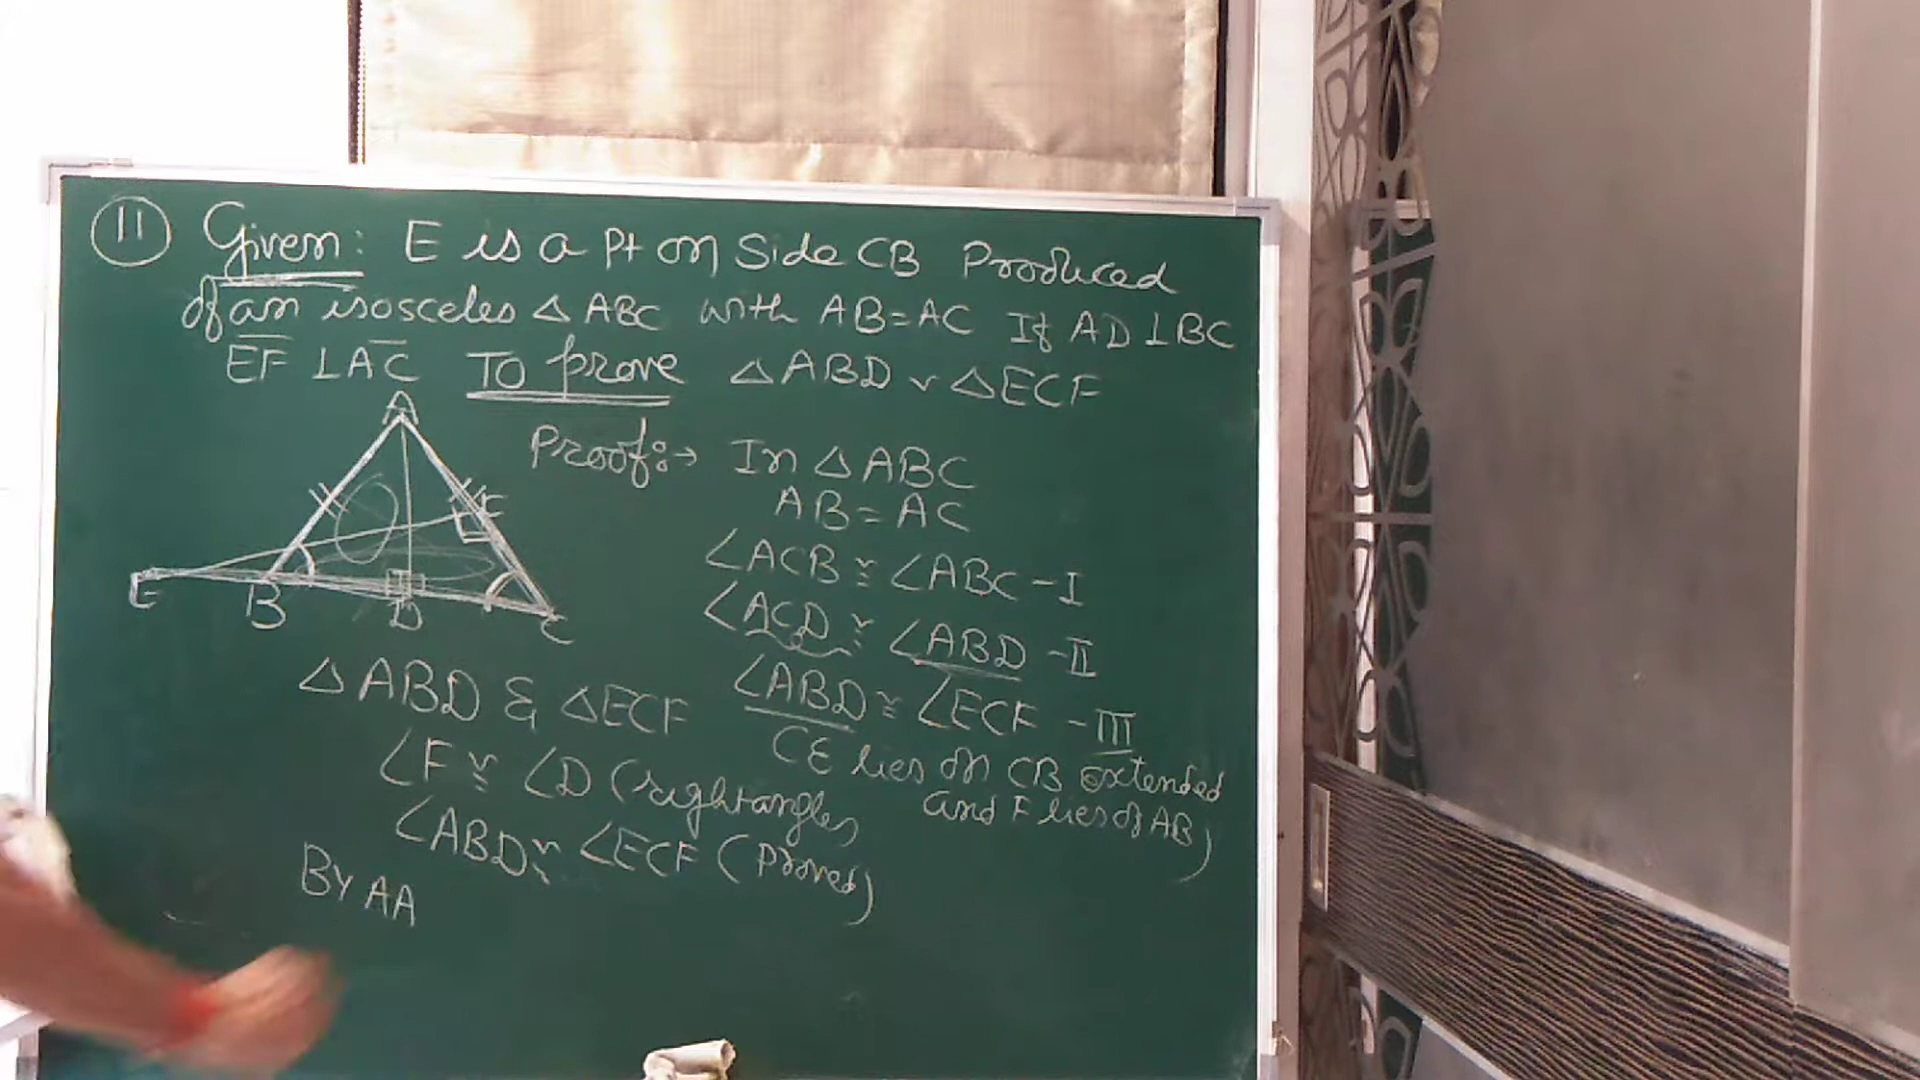 11 Given: E is a Pt on Side CB Produced
of an isosceles △ ABC with AB=AC If AD⊥BC
EF ⊥AC To prove △ABD ~ △ECF
A
F
E B D C
Proof:→ In △ABC
AB=AC
∠ACB ≅ ∠ABC -I
∠ACD ≅ ∠ABD -II
∠ABD ≅ ∠ECF -III
CE lies on CB extended
and F lies of AB)
△ABD & △ECF
∠F ≅ ∠D (rightangles
∠ABD ≅ ∠ECF (Proved)
By AA